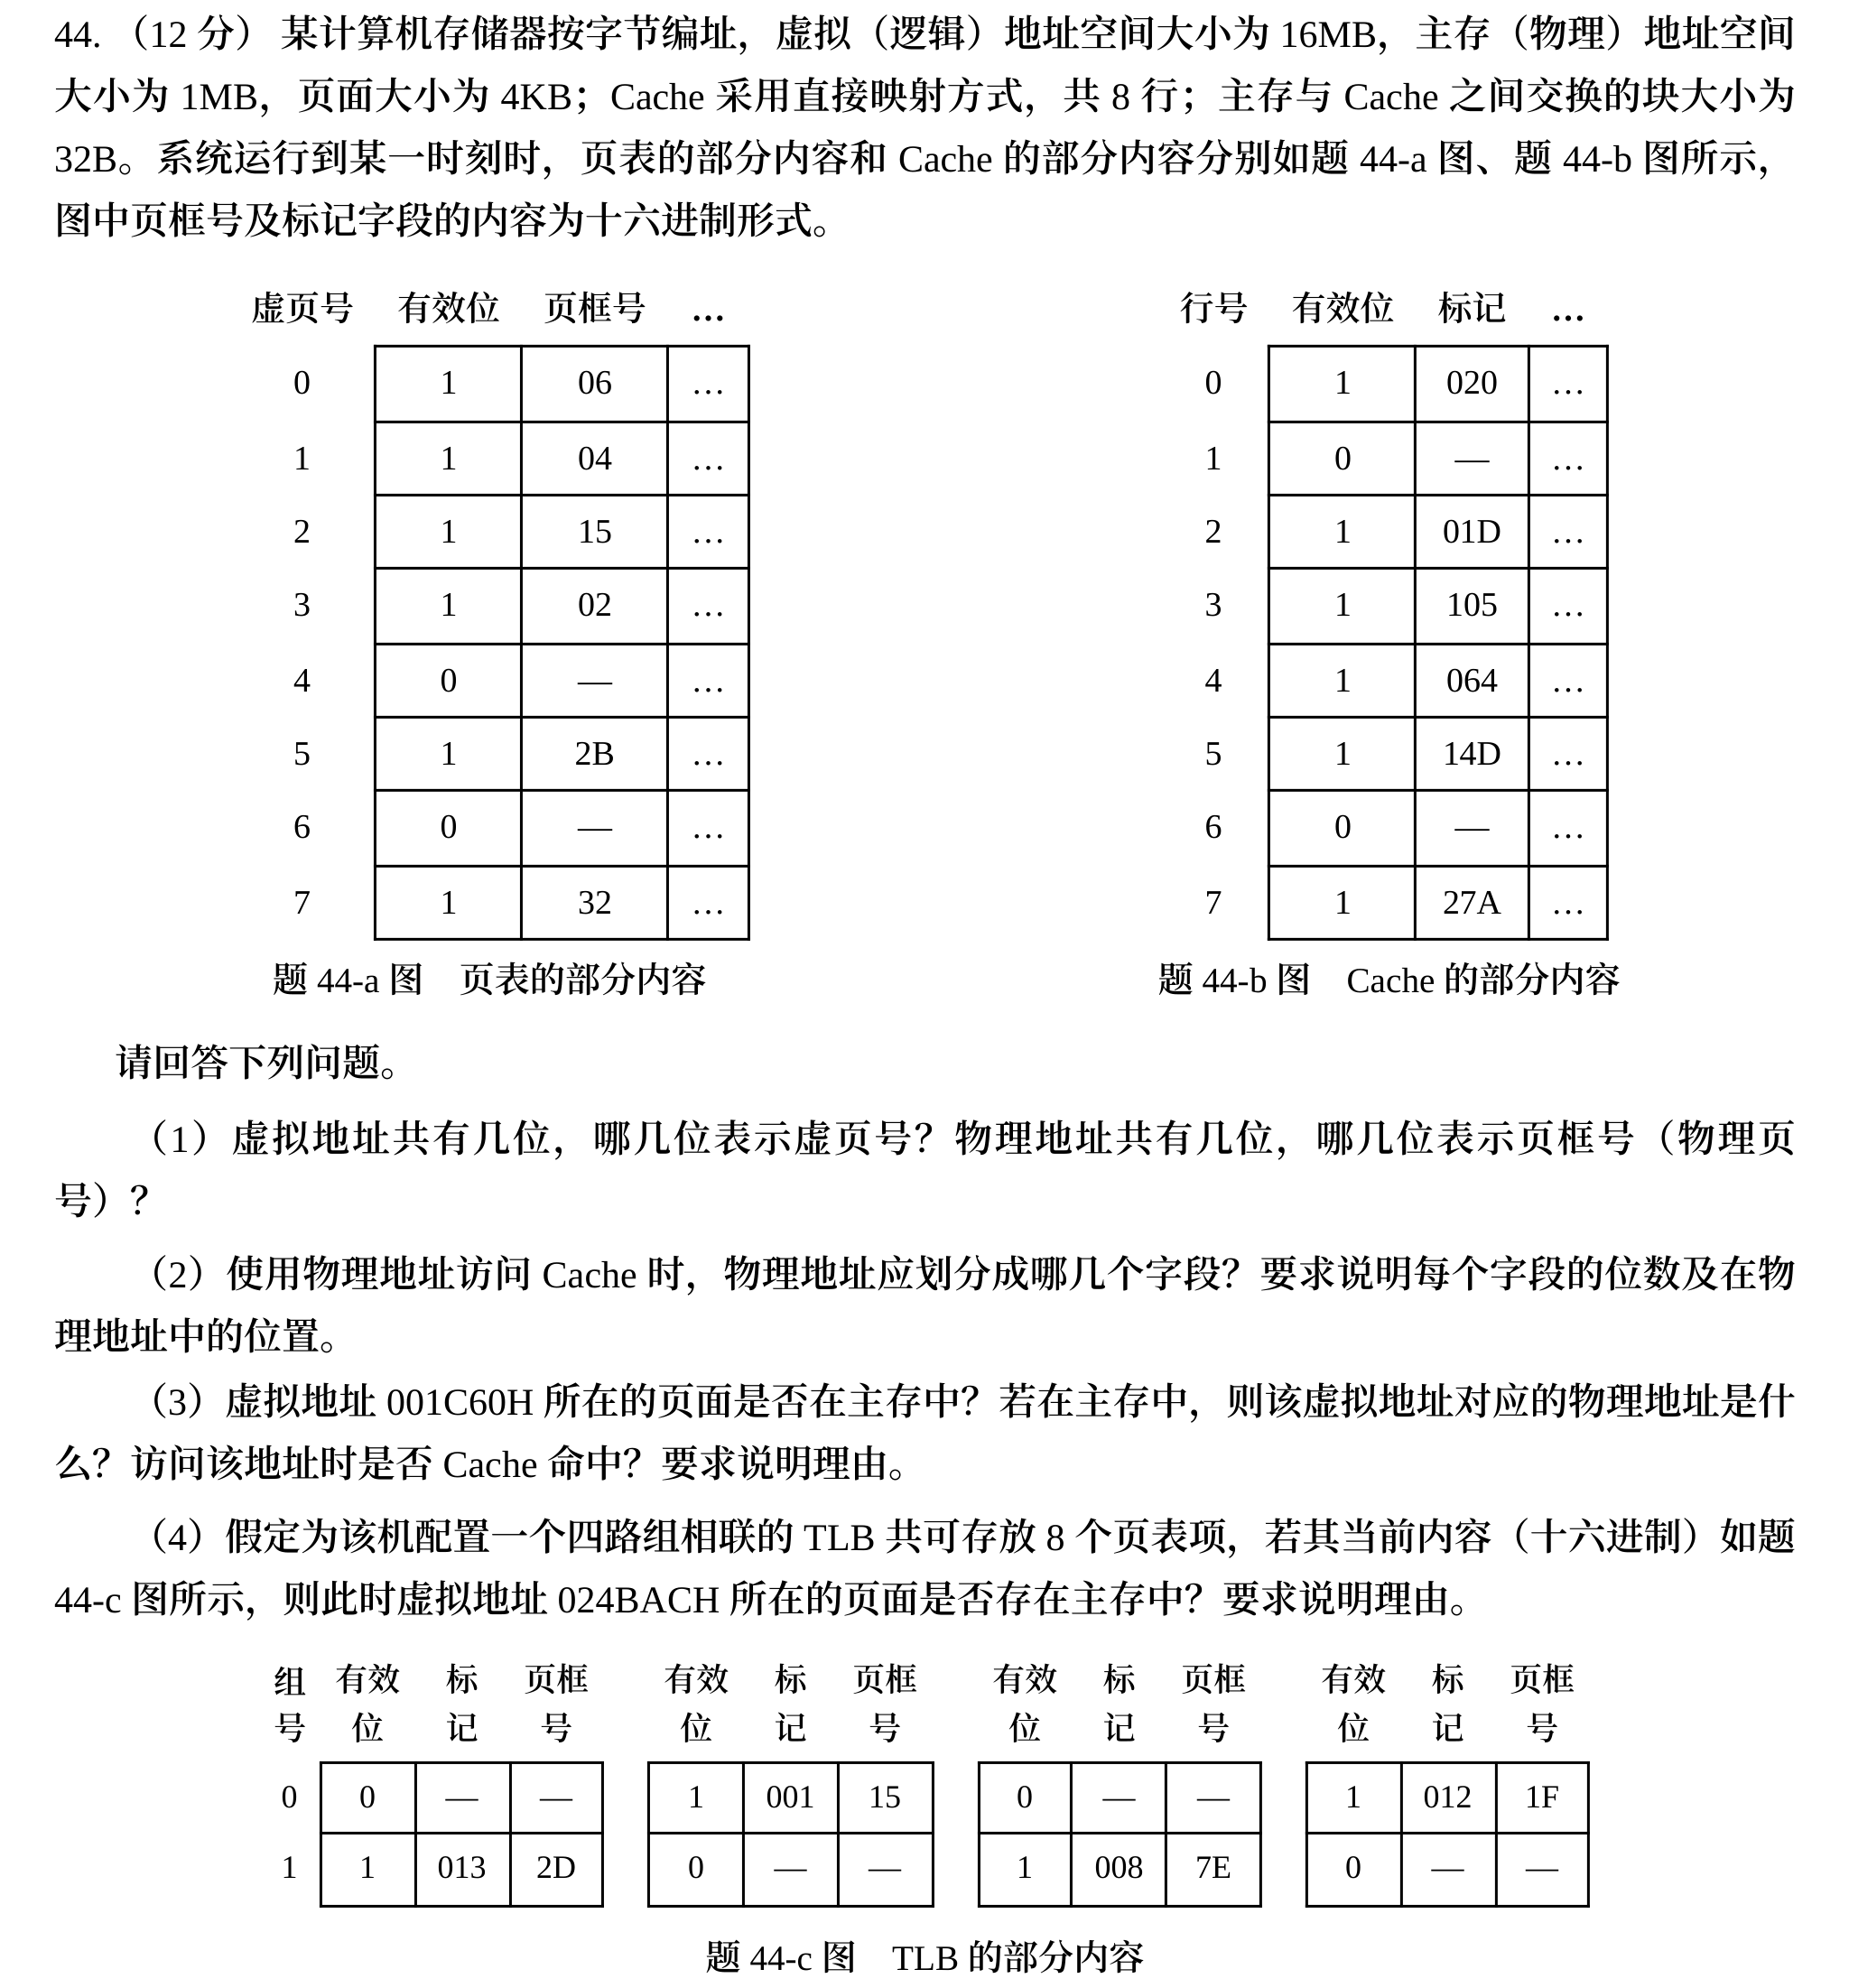 44. （12 分） 某计算机存储器按字节编址，虚拟（逻辑）地址空间大小为 16MB，主存（物理）地址空间
大小为 1MB，页面大小为 4KB；Cache 采用直接映射方式，共 8 行；主存与 Cache 之间交换的块大小为
32B。系统运行到某一时刻时，页表的部分内容和 Cache 的部分内容分别如题 44-a 图、题 44-b 图所示，
图中页框号及标记字段的内容为十六进制形式。
虚页号 有效位 页框号 …
0 1 06 …
1 1 04 …
2 1 15 …
3 1 02 …
4 0 — …
5 1 2B …
6 0 — …
7 1 32 …
题 44-a 图 页表的部分内容
行号 有效位 标记 …
0 1 020 …
1 0 — …
2 1 01D …
3 1 105 …
4 1 064 …
5 1 14D …
6 0 — …
7 1 27A …
题 44-b 图 Cache 的部分内容
请回答下列问题。
（1）虚拟地址共有几位，哪几位表示虚页号？物理地址共有几位，哪几位表示页框号（物理页
号）？
（2）使用物理地址访问 Cache 时，物理地址应划分成哪几个字段？要求说明每个字段的位数及在物
理地址中的位置。
（3）虚拟地址 001C60H 所在的页面是否在主存中？若在主存中，则该虚拟地址对应的物理地址是什
么？访问该地址时是否 Cache 命中？要求说明理由。
（4）假定为该机配置一个四路组相联的 TLB 共可存放 8 个页表项，若其当前内容（十六进制）如题
44-c 图所示，则此时虚拟地址 024BACH 所在的页面是否存在主存中？要求说明理由。
组 有效 标 页框 有效 标 页框 有效 标 页框 有效 标 页框
号 位 记 号 位 记 号 位 记 号 位 记 号
0 0 — — 1 001 15 0 — — 1 012 1F
1 1 013 2D 0 — — 1 008 7E 0 — —
题 44-c 图 TLB 的部分内容